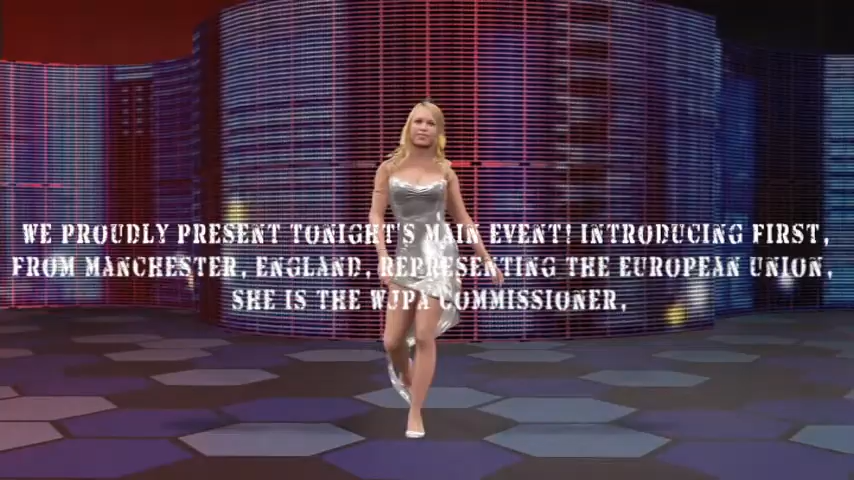 WE PROUDLY PRESENT TONIGHT'S MAIN EVENT! INTRODUCING FIRST,
FROM MANCHESTER, ENGLAND, REPRESENTING THE EUROPEAN UNION,
SHE IS THE WJPA COMMISSIONER,